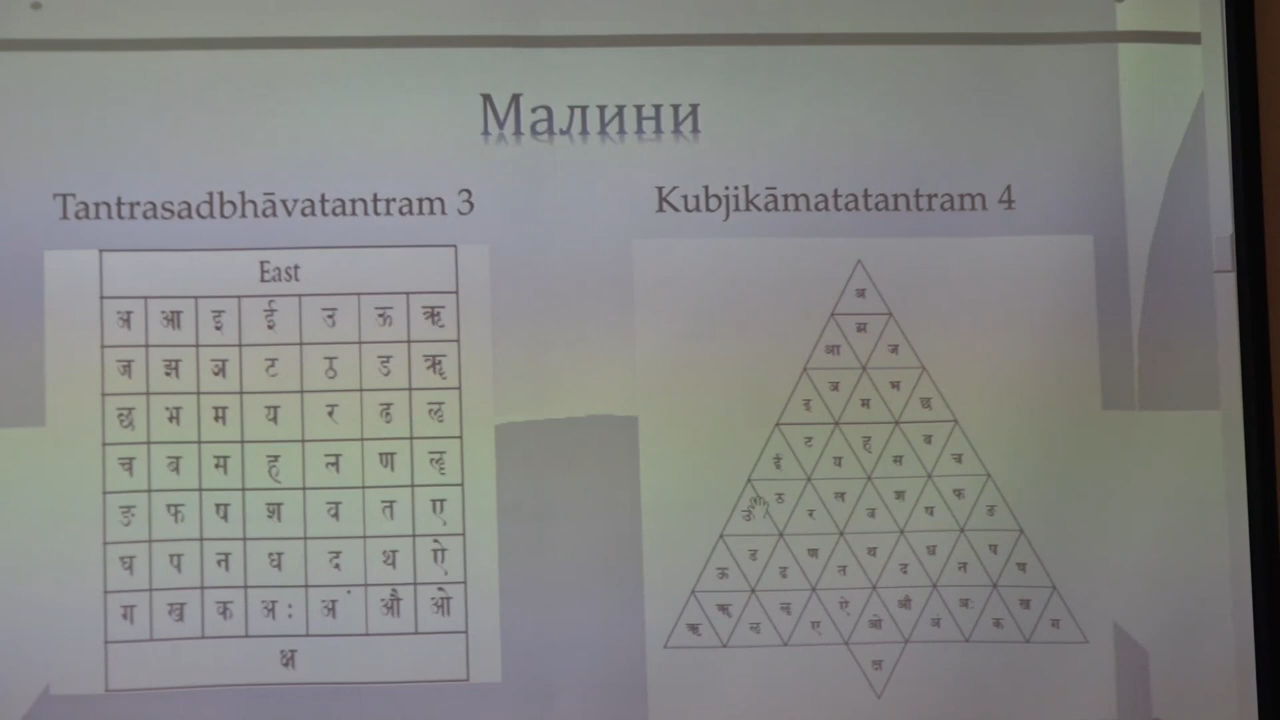 Малини
Tantrasadbhāvatantram 3
East
अ आ इ ई उ ऊ ऋ
ज झ ञ ट ठ ड ॠ
छ भ म य र ढ ऌ
च ब म ह ल ण ॡ
ङ फ ष श व त ए
घ प न ध द थ ऐ
ग ख क अः अं औ ओ
क्ष
Kubjikāmatatantram 4
अ
झ
आ ज
ञ भ
इ म छ
ट ह ब
ई य स च
ठ ल श फ
उ र व ष ङ
ड ण थ ध प
ऊ ढ त द न घ
ॠ ॡ ऐ औ अः ख
ऋ ऌ ए ओ अं क ग
क्ष